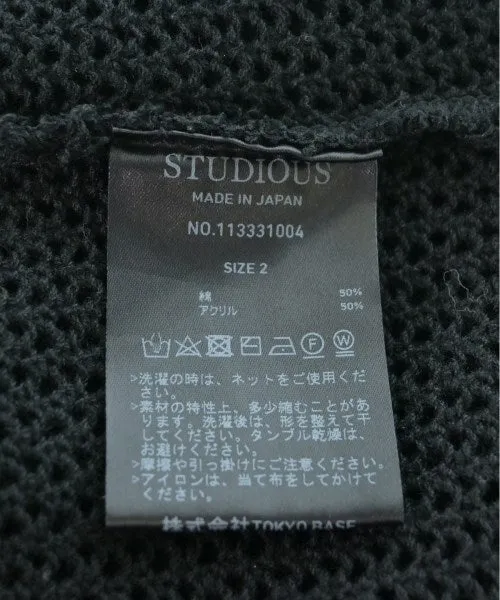 STUDIOUS
MADE IN JAPAN
NO.113331004
SIZE 2
綿 50%
アクリル 50%
F W
>洗濯の時は、ネットをご使用くだ
さい。
>素材の特性上、多少縮むことがあ
ります。洗濯後は、形を整えて干
してください。タンブル乾燥は、
お避けください。
>摩擦や引っ掛けにご注意ください。
>アイロンは、当て布をしてかけて
ください。
株式会社TOKYO BASE